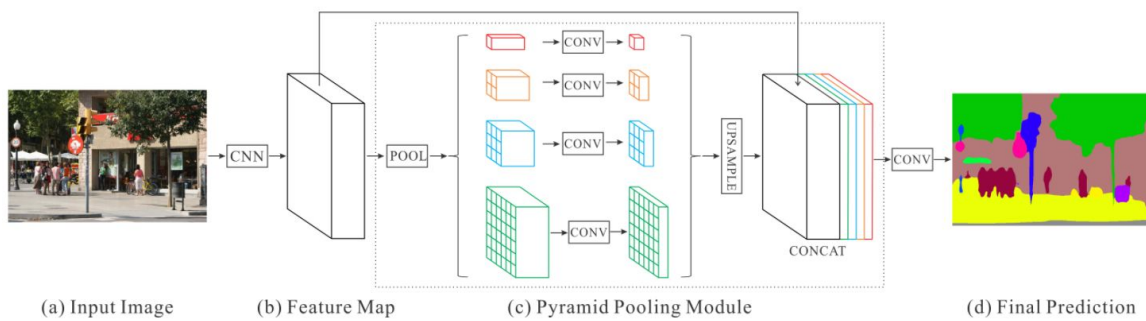 CONV
CONV
CONV
CNN
POOL
UPSAMPLE
CONV
CONV
CONCAT
(a) Input Image
(b) Feature Map
(c) Pyramid Pooling Module
(d) Final Prediction